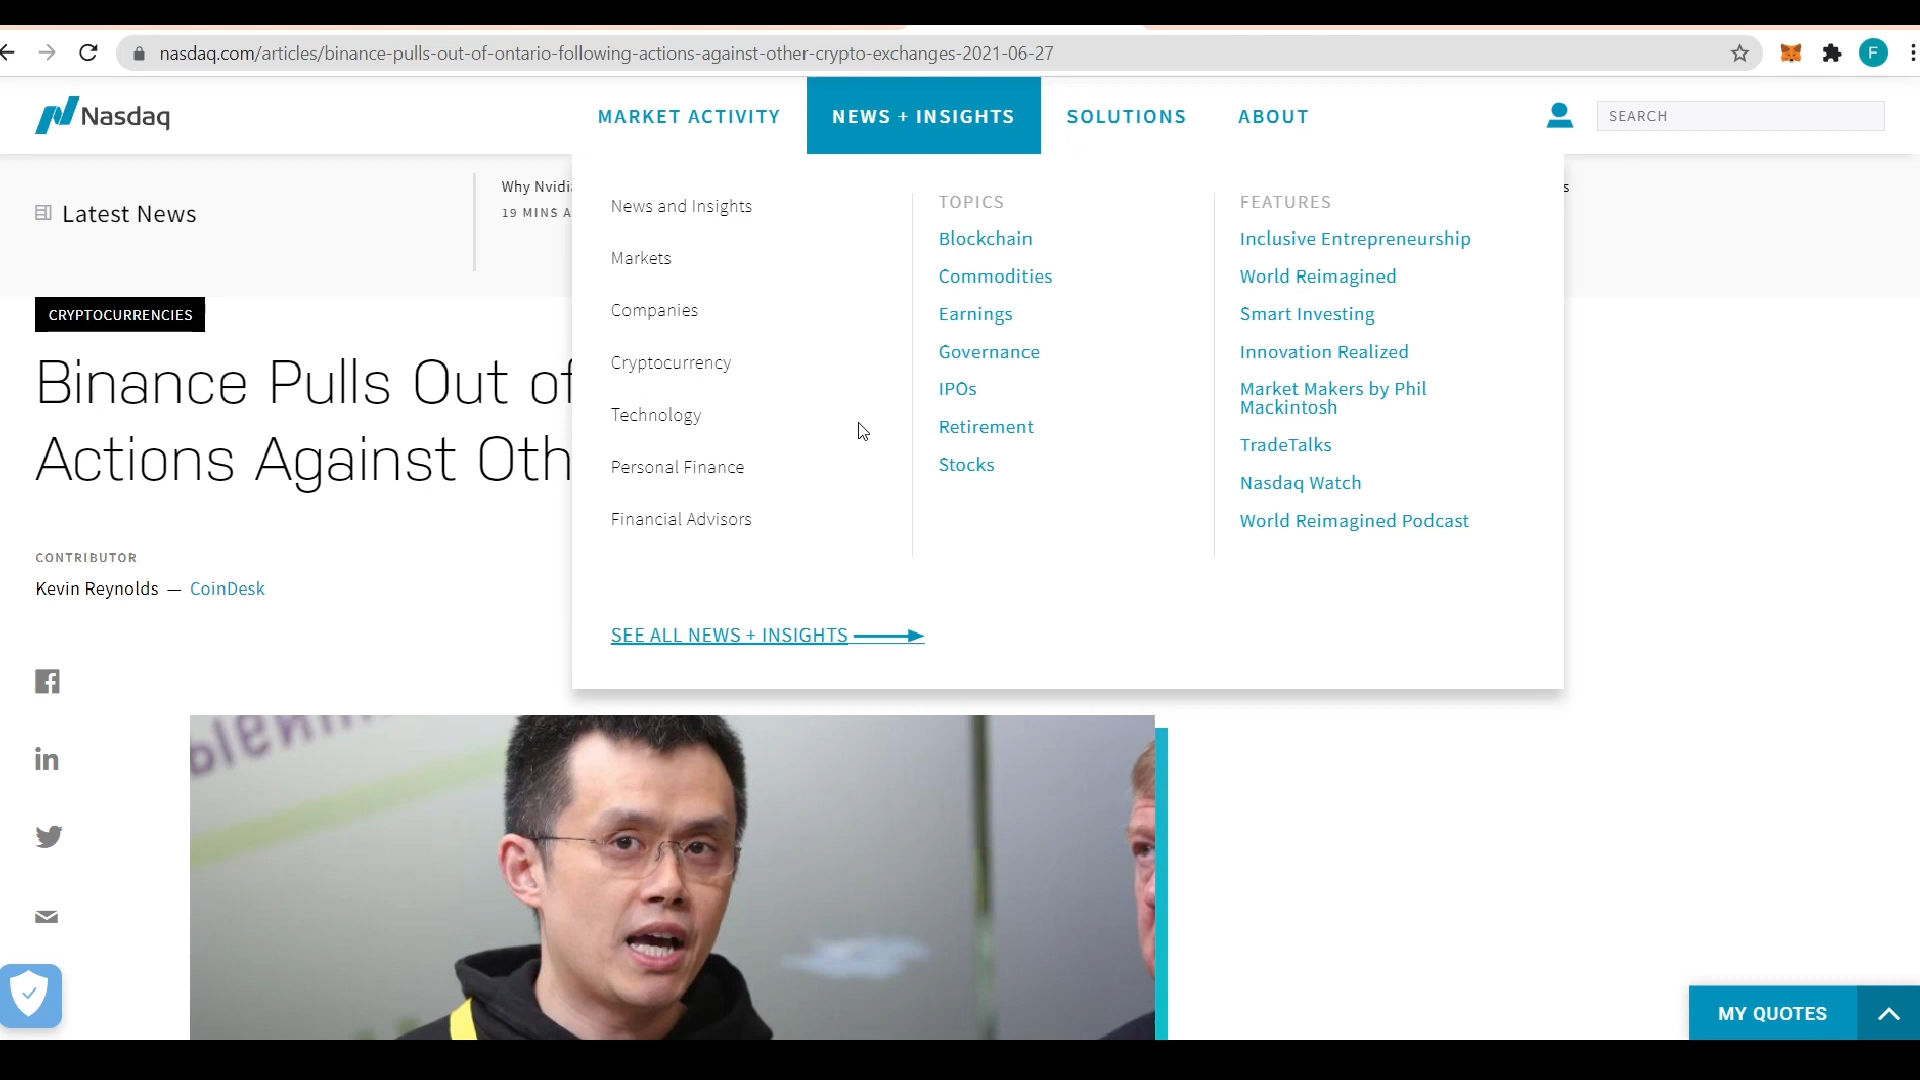 nasdaq.com/articles/binance-pulls-out-of-ontario-following-actions-against-other-crypto-exchanges-2021-06-27
F
Nasdaq
MARKET ACTIVITY
NEWS + INSIGHTS
SOLUTIONS
ABOUT
SEARCH
Latest News
Why Nvidi
19 MINS A
s
News and Insights
Markets
Companies
Cryptocurrency
Technology
Personal Finance
Financial Advisors
TOPICS
Blockchain
Commodities
Earnings
Governance
IPOs
Retirement
Stocks
FEATURES
Inclusive Entrepreneurship
World Reimagined
Smart Investing
Innovation Realized
Market Makers by Phil
Mackintosh
TradeTalks
Nasdaq Watch
World Reimagined Podcast
SEE ALL NEWS + INSIGHTS
CRYPTOCURRENCIES
Binance Pulls Out of
Actions Against Oth
CONTRIBUTOR
Kevin Reynolds — CoinDesk
in
MY QUOTES